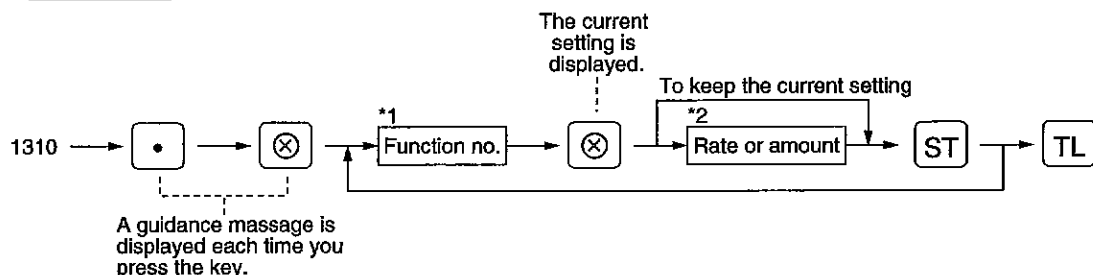 The current
setting is
displayed.
To keep the current setting
*1
*2
1310 • ⊗ Function no. ⊗ Rate or amount ST TL
A guidance massage is
displayed each time you
press the key.